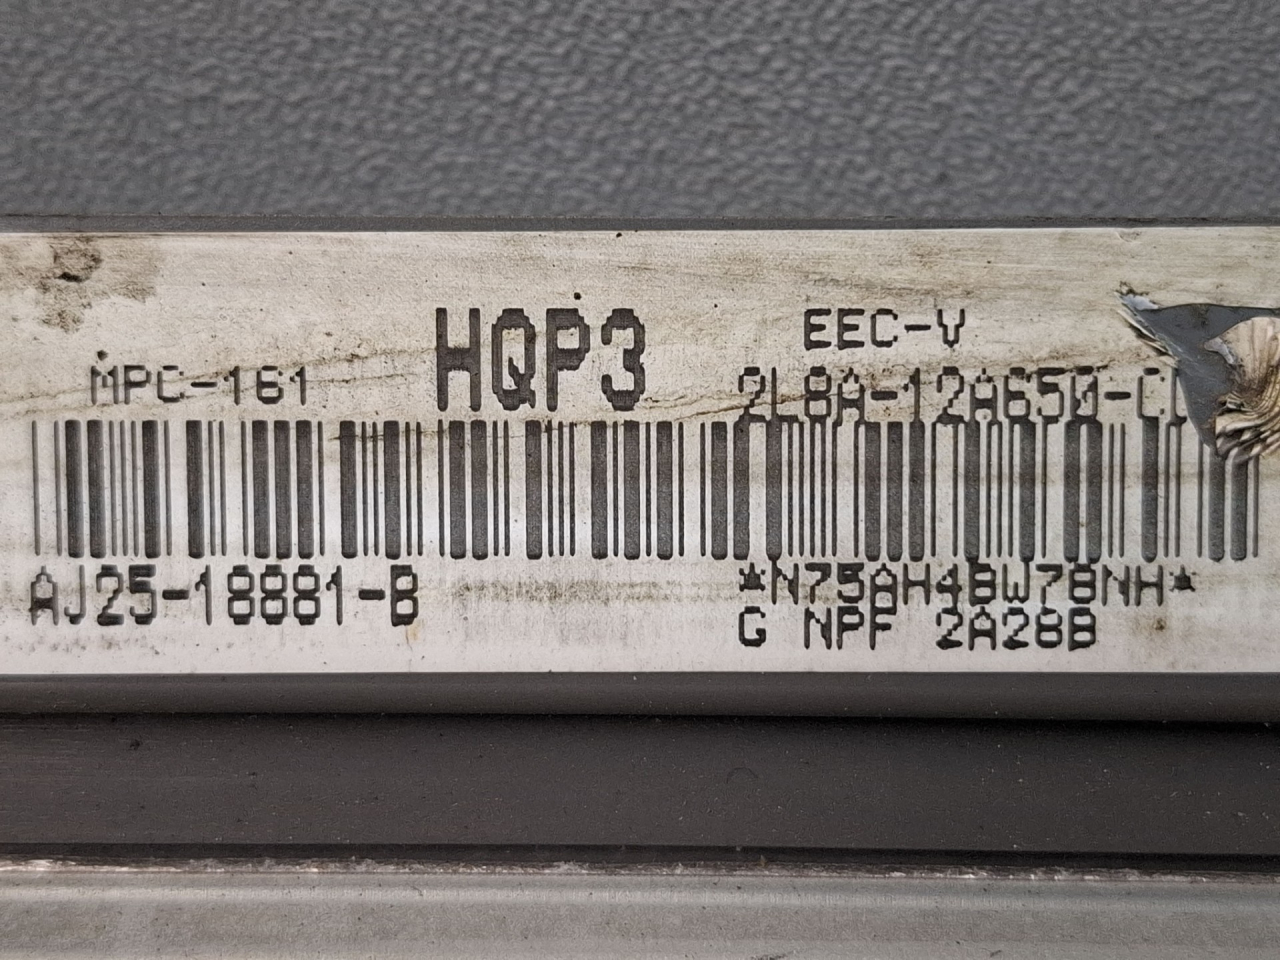 HQP3
EEC-V
MPC-161
2L8A-12A650-C
AJ25-18881-B
*N75AH4BW78NH*
G NPF 2A28B